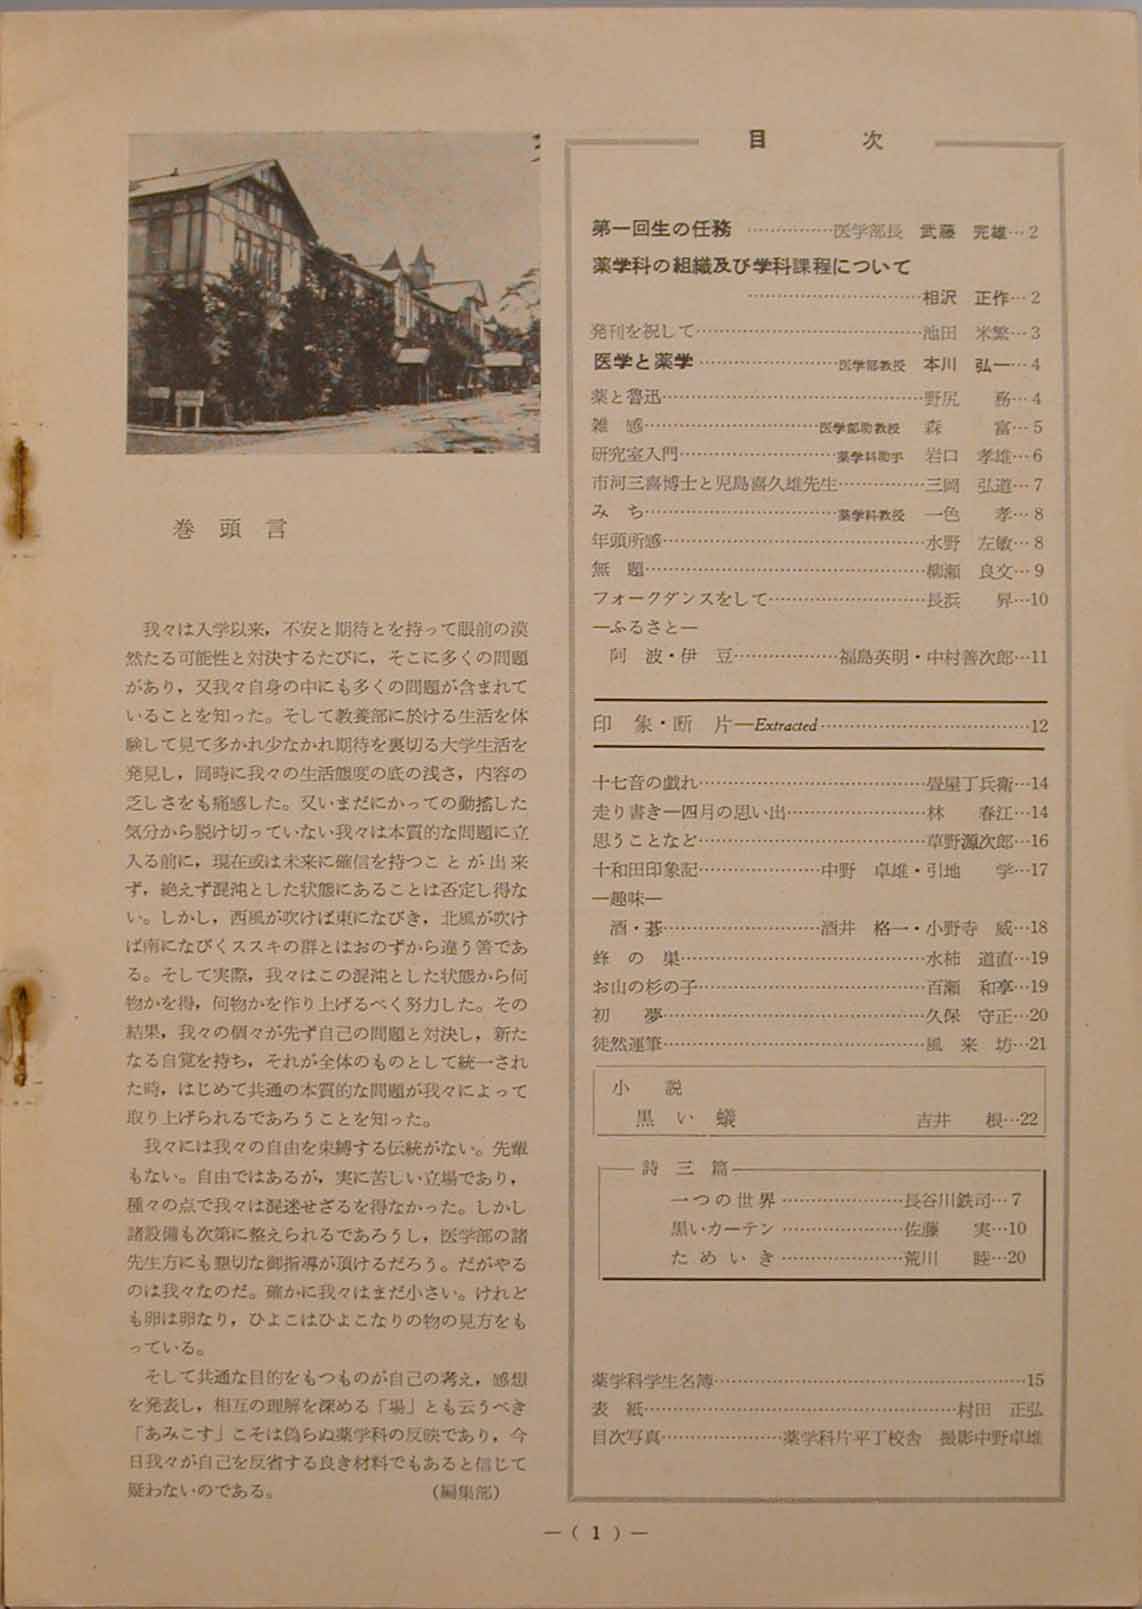 巻頭言
我々は入学以来，不安と期待とを持って眼前の漠
然たる可能性と対決するたびに，そこに多くの問題
があり，又我々自身の中にも多くの問題が含まれて
いることを知った。そして教養部に於ける生活を体
験して見て多かれ少なかれ期待を裏切る大学生活を
発見し，同時に我々の生活態度の底の浅さ，内容の
乏しさをも痛感した。又いまだにかっての動揺した
気分から脱け切っていない我々は本質的な問題に立
入る前に，現在或は未来に確信を持つことが出来
ず，絶えず混沌とした状態にあることは否定し得な
い。しかし，西風が吹けば東になびき，北風が吹け
ば南になびくススキの群とはおのずから違う筈であ
る。そして実際，我々はこの混沌とした状態から何
物かを得，何物かを作り上げるべく努力した。その
結果，我々の個々が先ず自己の問題と対決し，新た
なる自覚を持ち，それが全体のものとして統一され
た時，はじめて共通の本質的な問題が我々によって
取り上げられるであろうことを知った。
我々には我々の自由を束縛する伝統がない。先輩
もない。自由ではあるが，実に苦しい立場であり，
種々の点で我々は混迷せざるを得なかった。しかし
諸設備も次第に整えられるであろうし，医学部の諸
先生方にも懇切な御指導が頂けるだろう。だがやる
のは我々なのだ。確かに我々はまだ小さい。けれど
も卵は卵なり，ひよこはひよこなりの物の見方をも
っている。
そして共通な目的をもつものが自己の考え，感想
を発表し，相互の理解を深める「場」とも云うべき
「あみこす」こそは偽らぬ薬学科の反映であり，今
日我々が自己を反省する良き材料でもあると信じて
疑わないのである。 (編集部)
目次
第一回生の任務……………医学部長 武藤 完雄…2
薬学科の組織及び学科課程について
…………………………相沢 正作…2
発刊を祝して…………………………池田 米繁…3
医学と薬学……………………医学部教授 本川 弘一…4
薬と魯迅…………………………野尻 務…4
雑感……………………医学部助教授 森 富…5
研究室入門……………………薬学科助手 岩口 孝雄…6
市河三喜博士と児島喜久雄先生……………三岡 弘道…7
みち…………………………薬学科教授 一色 孝…8
年頭所感…………………………水野 左敏…8
無題…………………………柳瀬 良文…9
フォークダンスをして……………………長浜 昇…10
―ふるさと―
阿波・伊豆………………福島英明・中村善次郎…11
印象・断片―Extracted…………………………12
十七音の戯れ…………………………畳屋丁兵衛…14
走り書き―四月の思い出……………………林 春江…14
思うことなど…………………………草野源次郎…16
十和田印象記………………中野 卓雄・引地 学…17
―趣味―
酒・碁……………………酒井 格一・小野寺 威…18
蜂の巣…………………………水柿 道直…19
お山の杉の子…………………………百瀬 和享…19
初夢…………………………久保 守正…20
徒然運筆…………………………風来坊…21
小説
黒い蟻 吉井 根…22
詩三篇
一つの世界………………長谷川鉄司…7
黒いカーテン………………佐藤 実…10
ためいき………………荒川 睦…20
薬学科学生名簿…………………………15
表紙…………………………村田 正弘
目次写真………………薬学科片平丁校舎 撮影中野卓雄
―( 1 )―